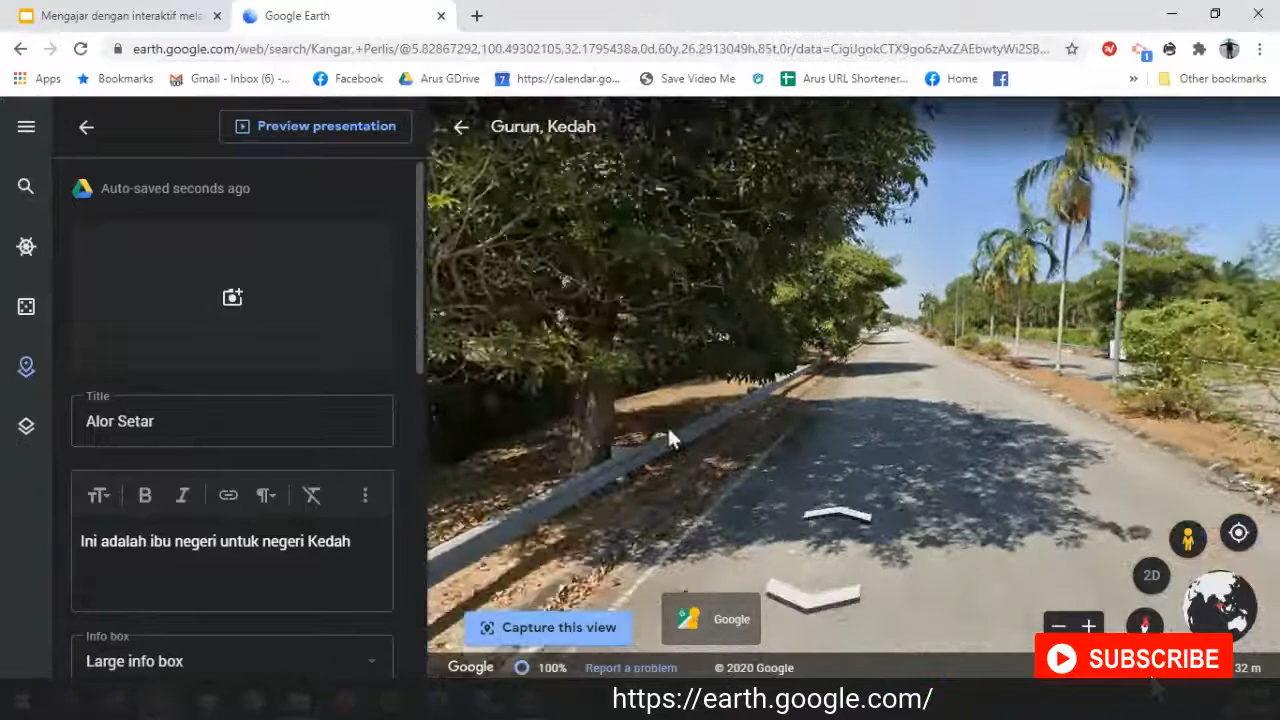 Mengajar dengan interaktif mela
Google Earth
earth.google.com/web/search/Kangar,+Perlis/@5.82867292,100.49302105,32.1795438a,0d,60y,26.2913049h,85t,0r/data=CigiJgokCTX9go6zAxZAEbwtyWi2SB...
Apps
Bookmarks
Gmail - Inbox (6) -...
Facebook
Arus GDrive
https://calendar.go...
Save Video Me
Arus URL Shortener...
Home
Other bookmarks
Preview presentation
Gurun, Kedah
Auto-saved seconds ago
Title
Alor Setar
Ini adalah ibu negeri untuk negeri Kedah
Info box
Large info box
2D
Capture this view
Google
Google
100%
Report a problem
© 2020 Google
32 m
SUBSCRIBE
https://earth.google.com/